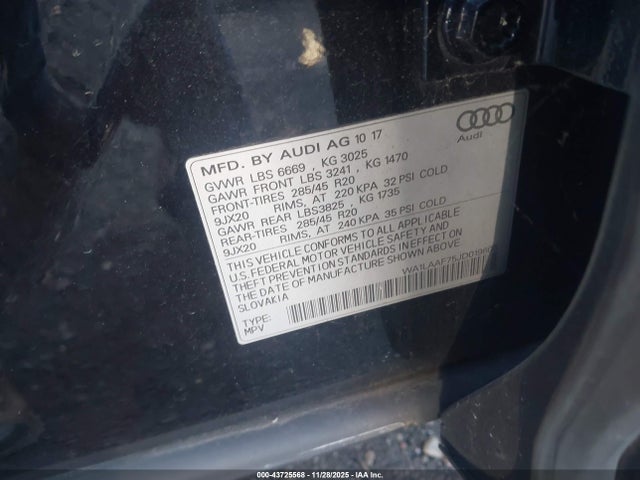 MFD. BY AUDI AG 10 17
Audi
GVWR LBS 6669 , KG 3025
GAWR FRONT LBS 3241 , KG 1470
FRONT-TIRES 285/45 R20
9JX20 RIMS, AT 220 KPA 32 PSI COLD
GAWR REAR LBS3825 , KG 1735
REAR-TIRES 285/45 R20
9JX20 RIMS, AT 240 KPA 35 PSI COLD
THIS VEHICLE CONFORMS TO ALL APPLICABLE
U.S. FEDERAL MOTOR VEHICLE SAFETY AND
THEFT PREVENTION STANDARDS IN EFFECT ON
THE DATE OF MANUFACTURE SHOWN ABOVE
SLOVAKIA
TYPE:
MPV
000-43725568 - 11/28/2025 - IAAI.COM